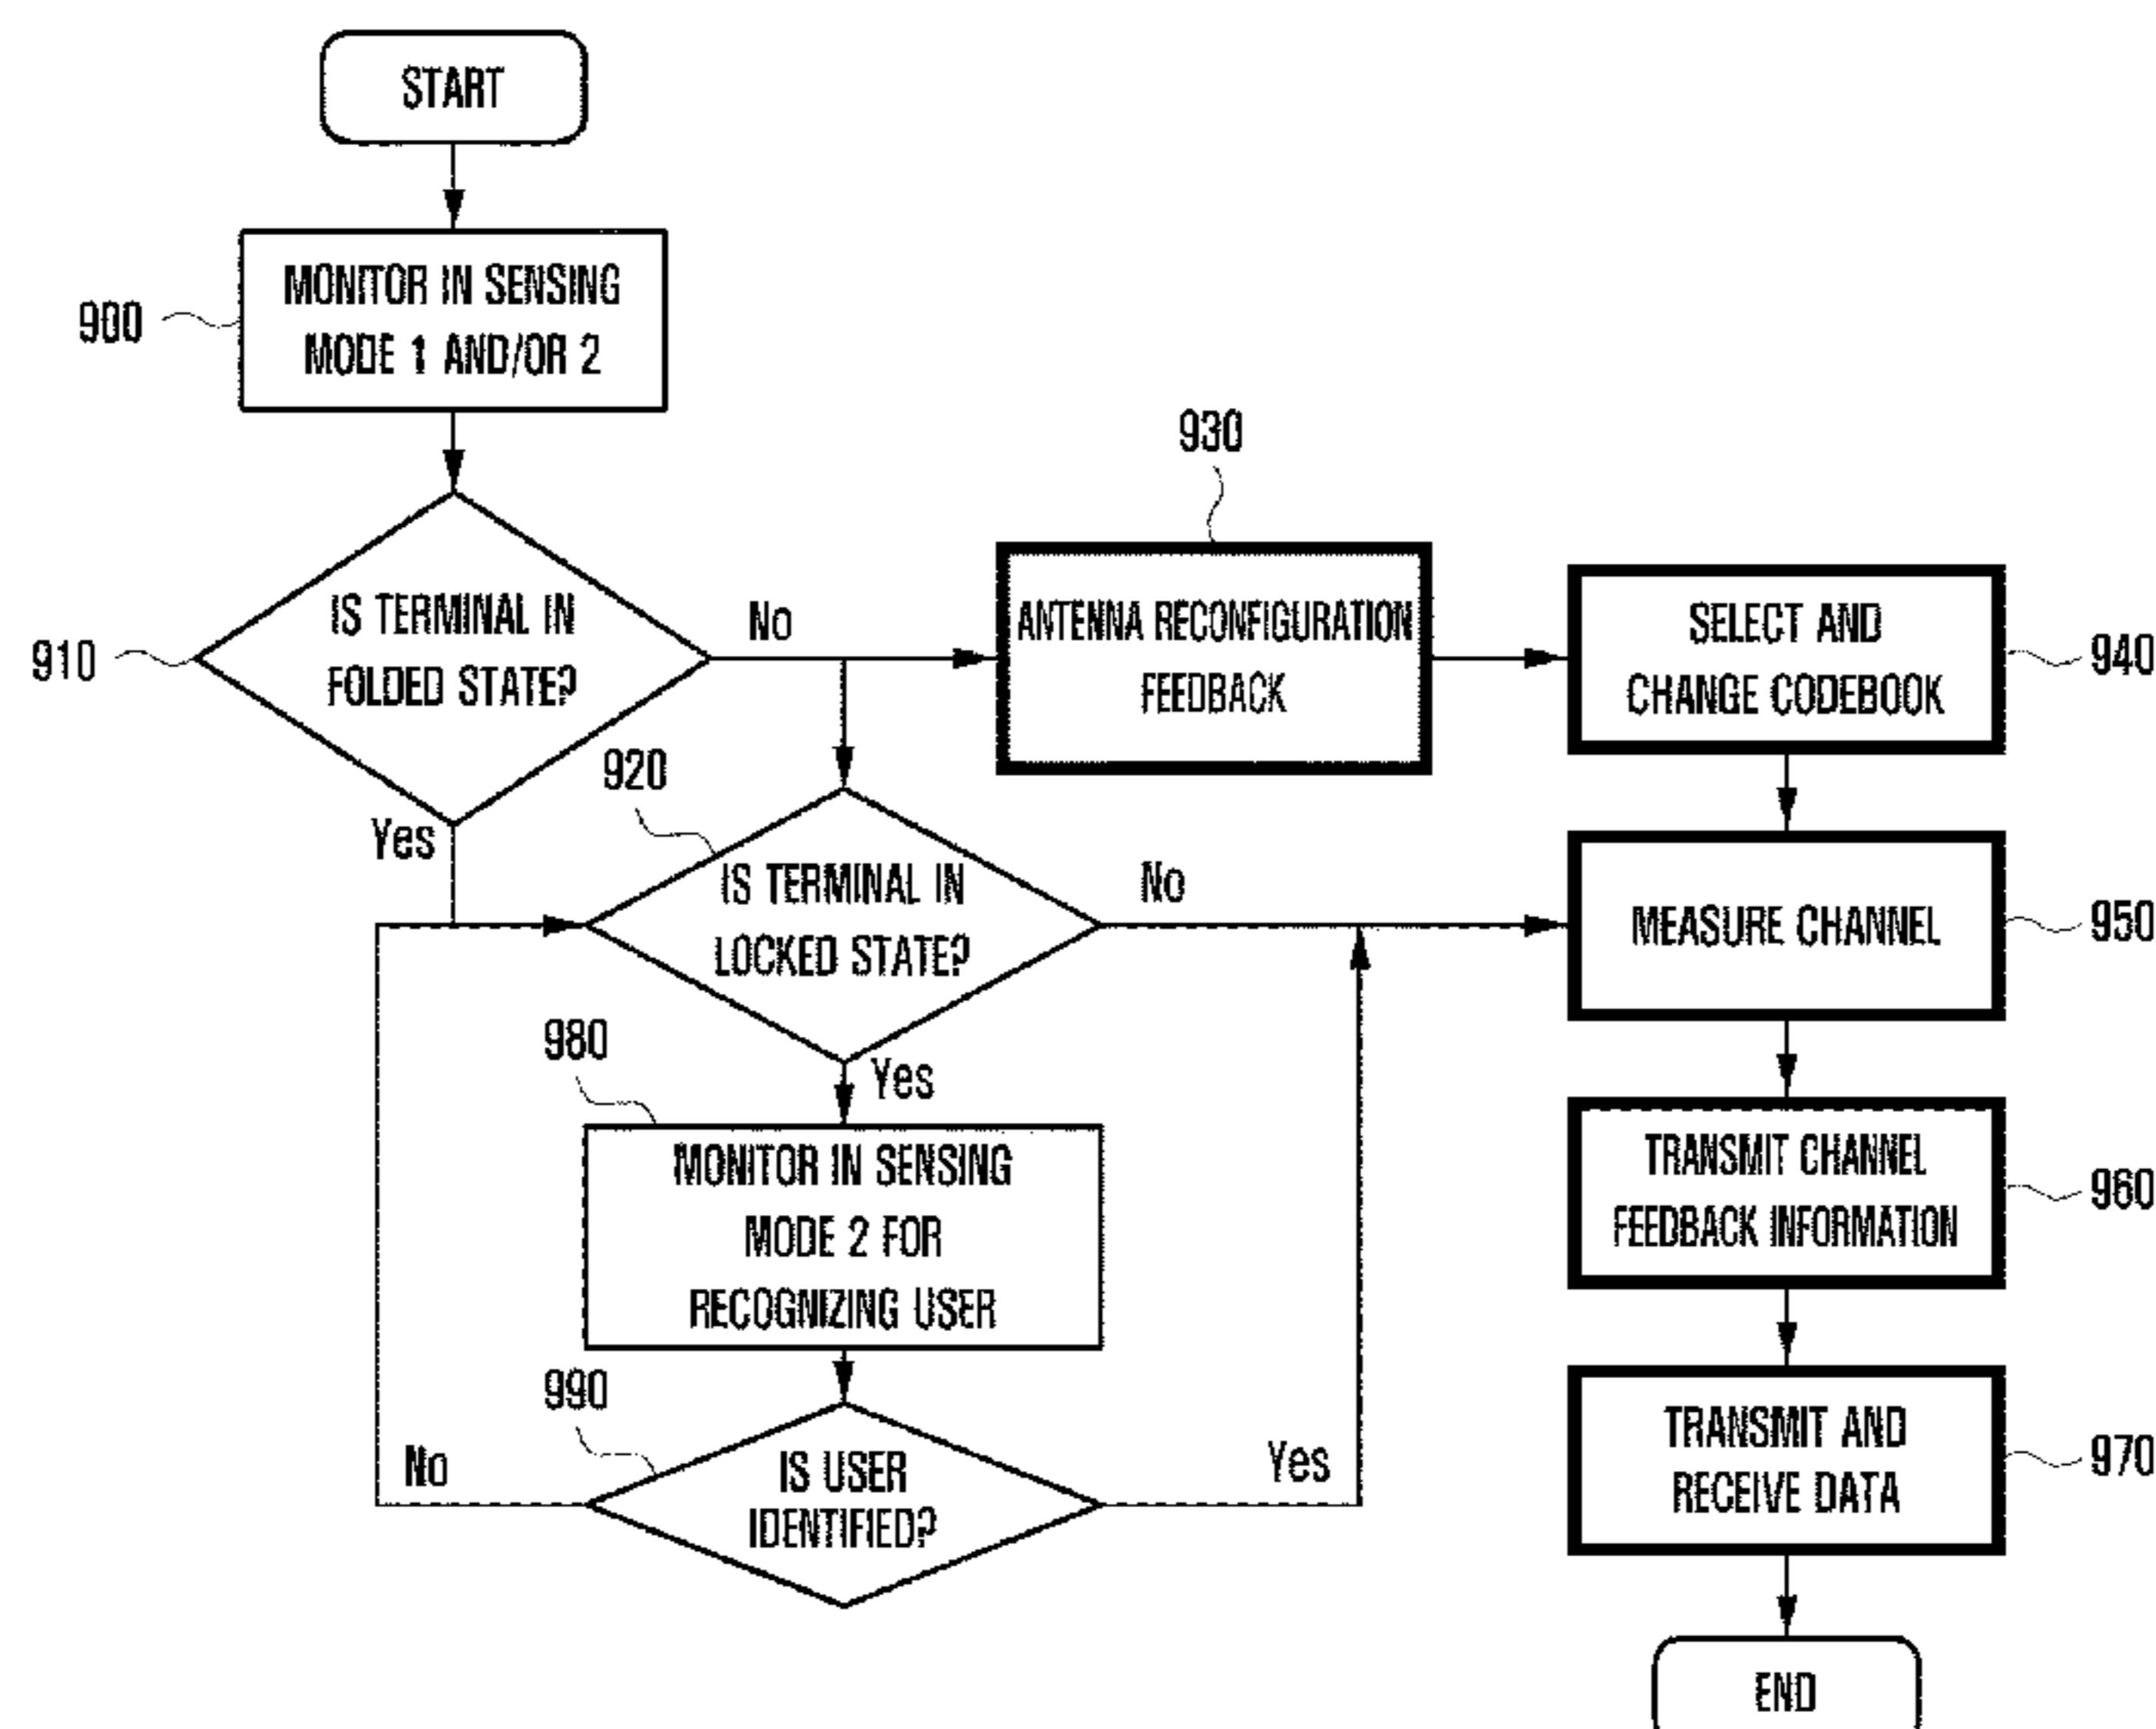 START
900
MONITOR IN SENSING
MODE 1 AND/OR 2
910
IS TERMINAL IN
FOLDED STATE?
No
Yes
930
ANTENNA RECONFIGURATION
FEEDBACK
SELECT AND
CHANGE CODEBOOK
940
920
IS TERMINAL IN
LOCKED STATE?
No
Yes
MEASURE CHANNEL
950
980
MONITOR IN SENSING
MODE 2 FOR
RECOGNIZING USER
TRANSMIT CHANNEL
FEEDBACK INFORMATION
960
990
IS USER
IDENTIFIED?
No
Yes
TRANSMIT AND
RECEIVE DATA
970
END